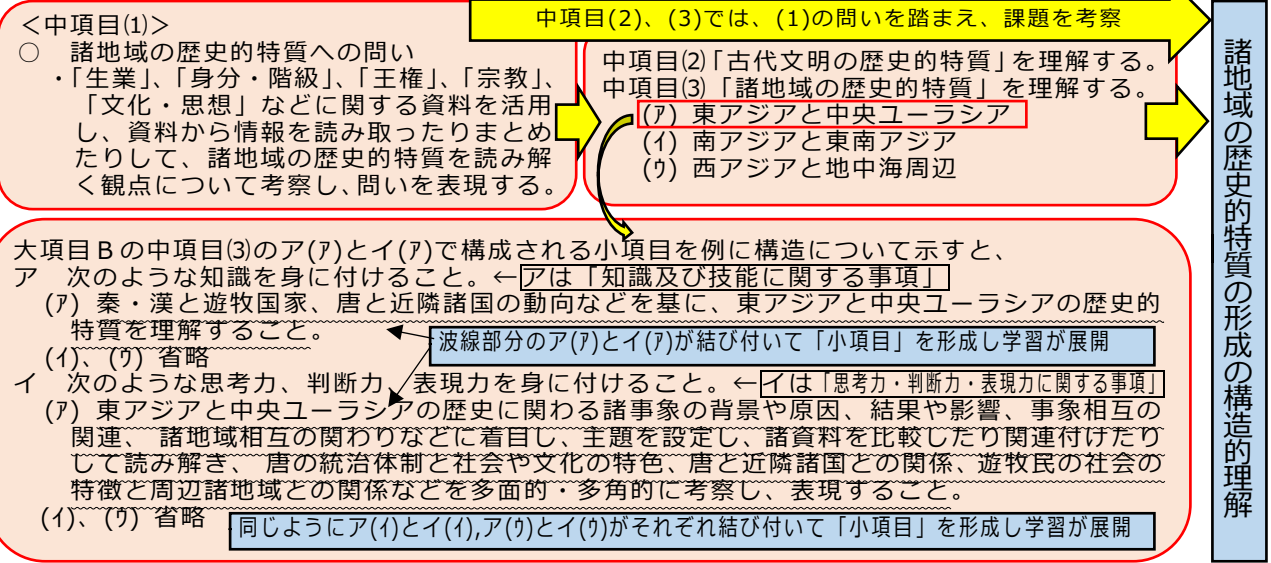 中項目(2)、(3)では、(1)の問いを踏まえ、課題を考察
＜中項目⑴＞
○　諸地域の歴史的特質への問い
・「生業」、「身分・階級」、「王権」、「宗教」、
「文化・思想」などに関する資料を活用
し、資料から情報を読み取ったりまとめ
たりして、諸地域の歴史的特質を読み解
く観点について考察し、問いを表現する。
中項目⑵「古代文明の歴史的特質」を理解する。
中項目⑶「諸地域の歴史的特質」を理解する。
(ｱ) 東アジアと中央ユーラシア
(ｲ) 南アジアと東南アジア
(ｳ) 西アジアと地中海周辺
諸地域の歴史的特質の形成の構造的理解
大項目Ｂの中項目⑶のア(ｱ)とイ(ｱ)で構成される小項目を例に構造について示すと、
ア　次のような知識を身に付けること。←アは「知識及び技能に関する事項」
(ｱ) 秦・漢と遊牧国家、唐と近隣諸国の動向などを基に、東アジアと中央ユーラシアの歴史的
特質を理解すること。
波線部分のア(ｱ)とイ(ｱ)が結び付いて「小項目」を形成し学習が展開
(ｲ)、(ｳ) 省略
イ　次のような思考力、判断力、表現力を身に付けること。←イは「思考力・判断力・表現力に関する事項」
(ｱ) 東アジアと中央ユーラシアの歴史に関わる諸事象の背景や原因、結果や影響、事象相互の
関連、 諸地域相互の関わりなどに着目し、主題を設定し、諸資料を比較したり関連付けたり
して読み解き、 唐の統治体制と社会や文化の特色、唐と近隣諸国との関係、遊牧民の社会の
特徴と周辺諸地域との関係などを多面的・多角的に考察し、表現すること。
(ｲ)、(ｳ) 省略
同じようにア(ｲ)とイ(ｲ),ア(ｳ)とイ(ｳ)がそれぞれ結び付いて「小項目」を形成し学習が展開